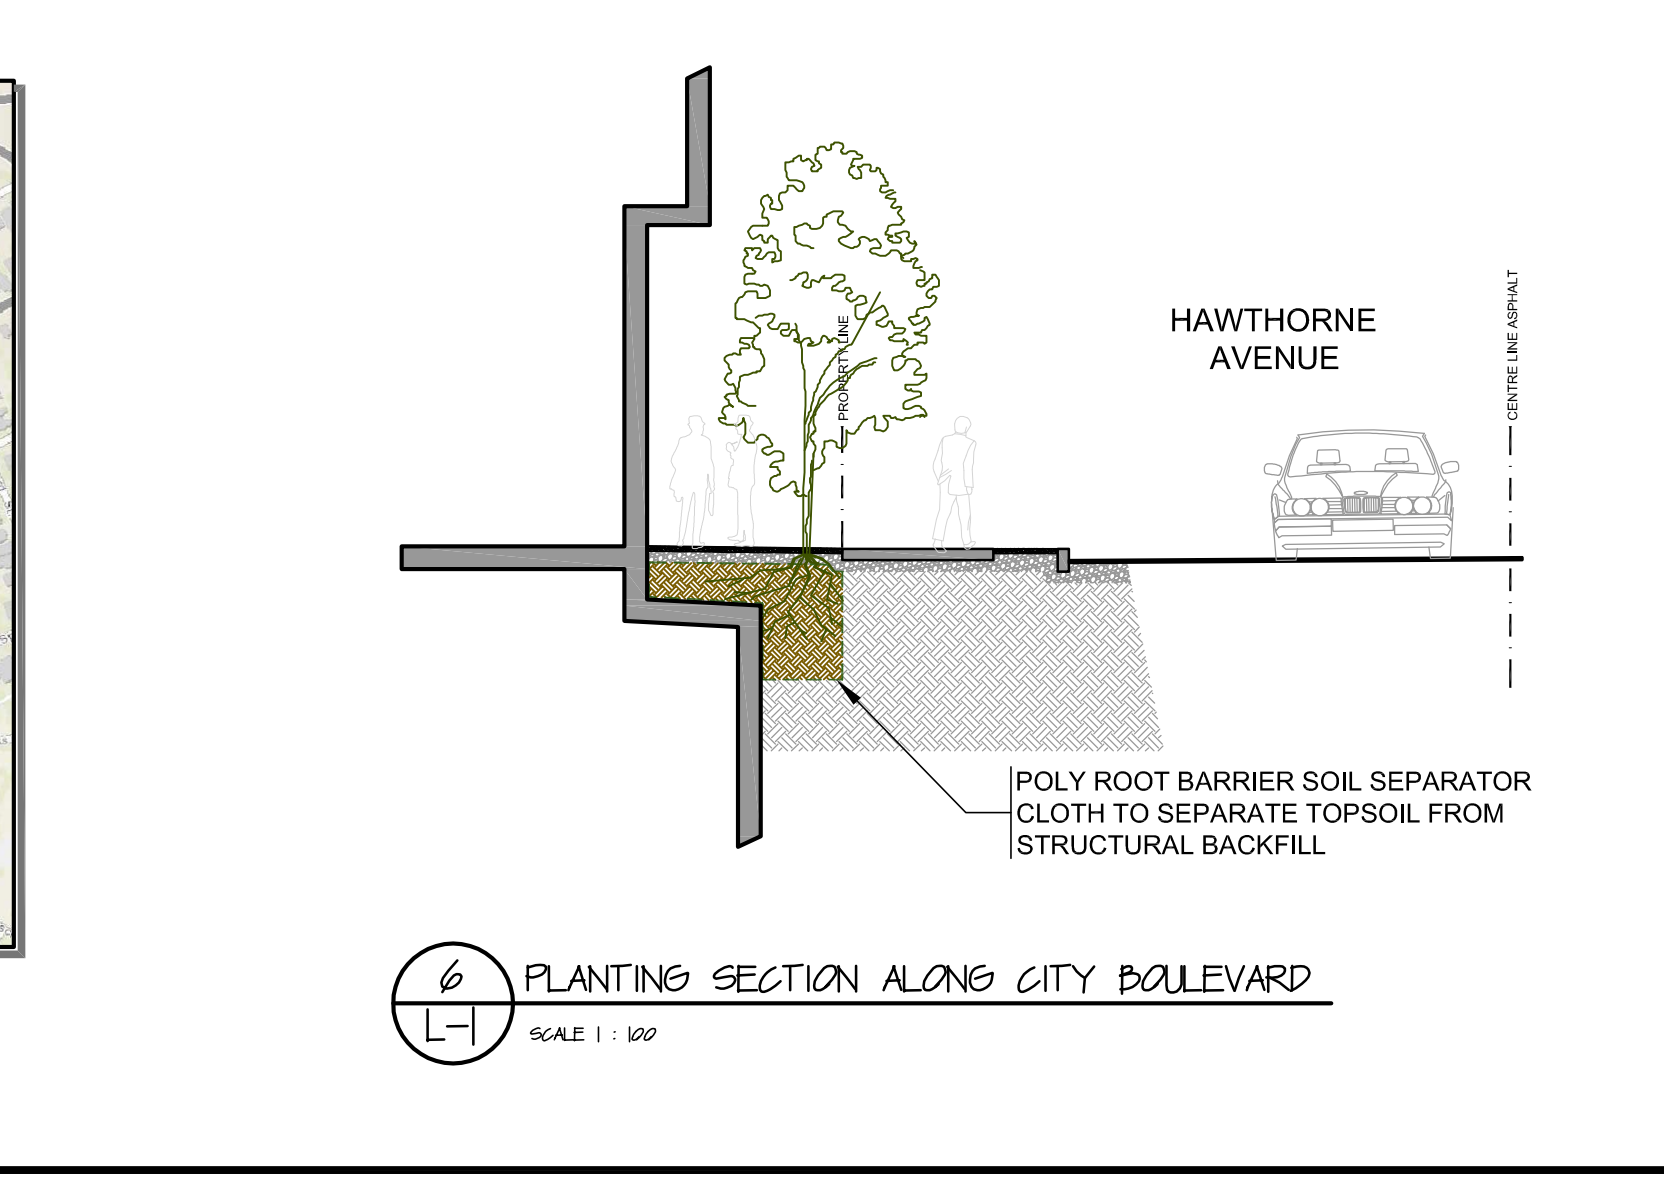 PROPERTY LINE
HAWTHORNE
AVENUE
CENTRE LINE ASPHALT
POLY ROOT BARRIER SOIL SEPARATOR
CLOTH TO SEPARATE TOPSOIL FROM
STRUCTURAL BACKFILL
6
L-1
PLANTING SECTION ALONG CITY BOULEVARD
SCALE 1 : 100